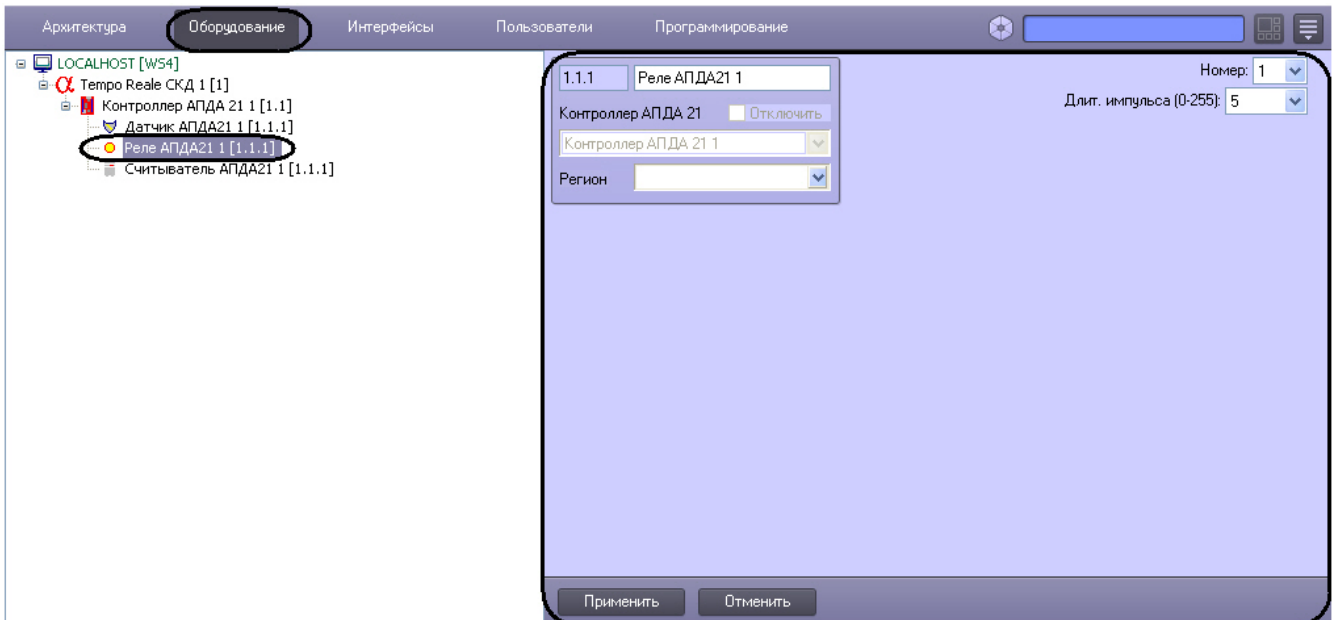 Архитектура Оборудование Интерфейсы Пользователи Программирование
LOCALHOST [WS4]
Tempo Reale СКД 1 [1]
Контроллер АПДА 21 1 [1.1]
Датчик АПДА21 1 [1.1.1]
Реле АПДА21 1 [1.1.1]
Считыватель АПДА21 1 [1.1.1]
1.1.1 Реле АПДА21 1
Контроллер АПДА 21 Отключить
Контроллер АПДА 21 1
Регион
Номер: 1
Длит. импульса (0-255): 5
Применить Отменить